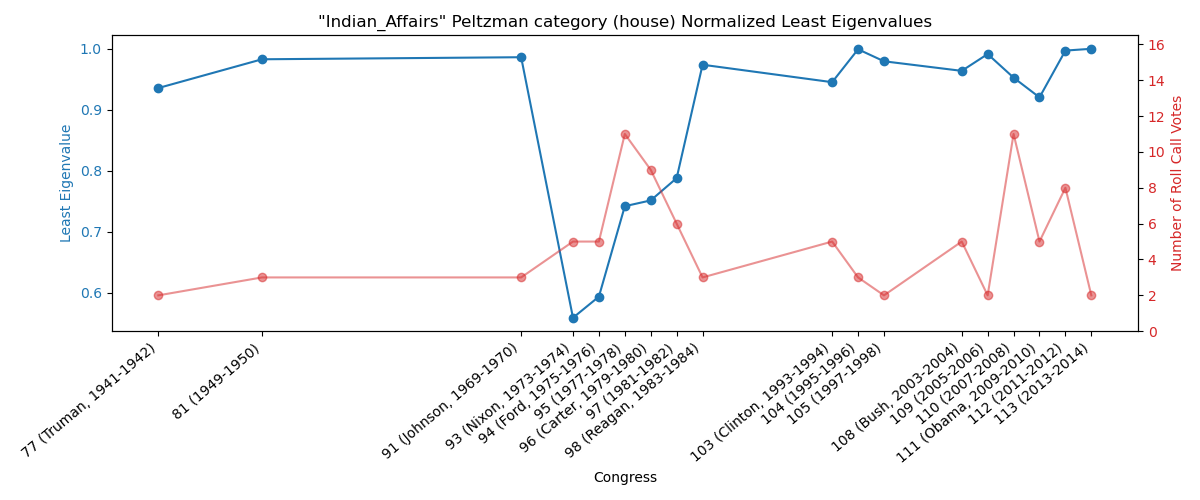 "Indian_Affairs" Peltzman category (house) Normalized Least Eigenvalues
Least Eigenvalue
1.0
0.9
0.8
0.7
0.6
16
14
12
10
8
6
4
2
0
Number of Roll Call Votes
77 (Truman, 1941-1942)
81 (1949-1950)
91 (Johnson, 1969-1970)
93 (Nixon, 1973-1974)
94 (Ford, 1975-1976)
95 (1977-1978)
96 (Carter, 1979-1980)
97 (1981-1982)
98 (Reagan, 1983-1984)
103 (Clinton, 1993-1994)
104 (1995-1996)
105 (1997-1998)
108 (Bush, 2003-2004)
109 (2005-2006)
110 (2007-2008)
111 (Obama, 2009-2010)
112 (2011-2012)
113 (2013-2014)
Congress